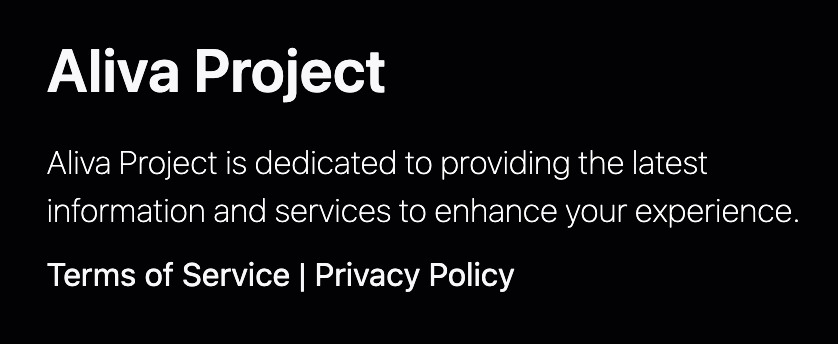 Aliva Project
Aliva Project is dedicated to providing the latest
information and services to enhance your experience.
Terms of Service | Privacy Policy